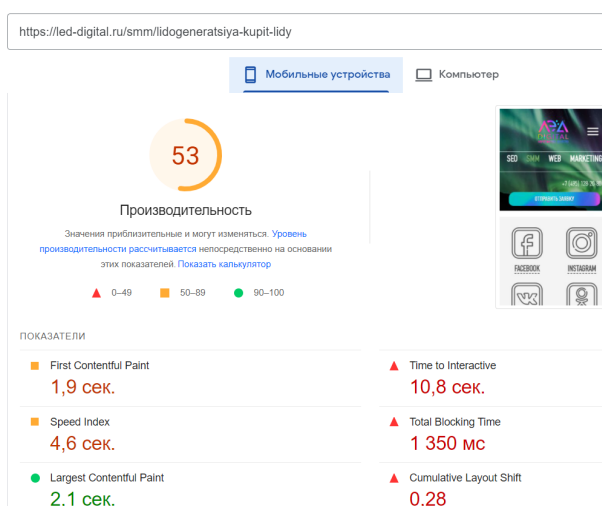 https://led-digital.ru/smm/lidogeneratsiya-kupit-lidy
Мобильные устройства
Компьютер
53
Производительность
Значения приблизительные и могут изменяться. Уровень
производительности рассчитывается непосредственно на основании
этих показателей. Показать калькулятор
0–49
50–89
90–100
DIGITAL
SEO SMM WEB MARKETING
ОТПРАВИТЬ ЗАЯВКУ
FACEBOOK
INSTAGRAM
ПОКАЗАТЕЛИ
First Contentful Paint
1,9 сек.
Time to Interactive
10,8 сек.
Speed Index
4,6 сек.
Total Blocking Time
1 350 мс
Largest Contentful Paint
2,1 сек.
Cumulative Layout Shift
0,28